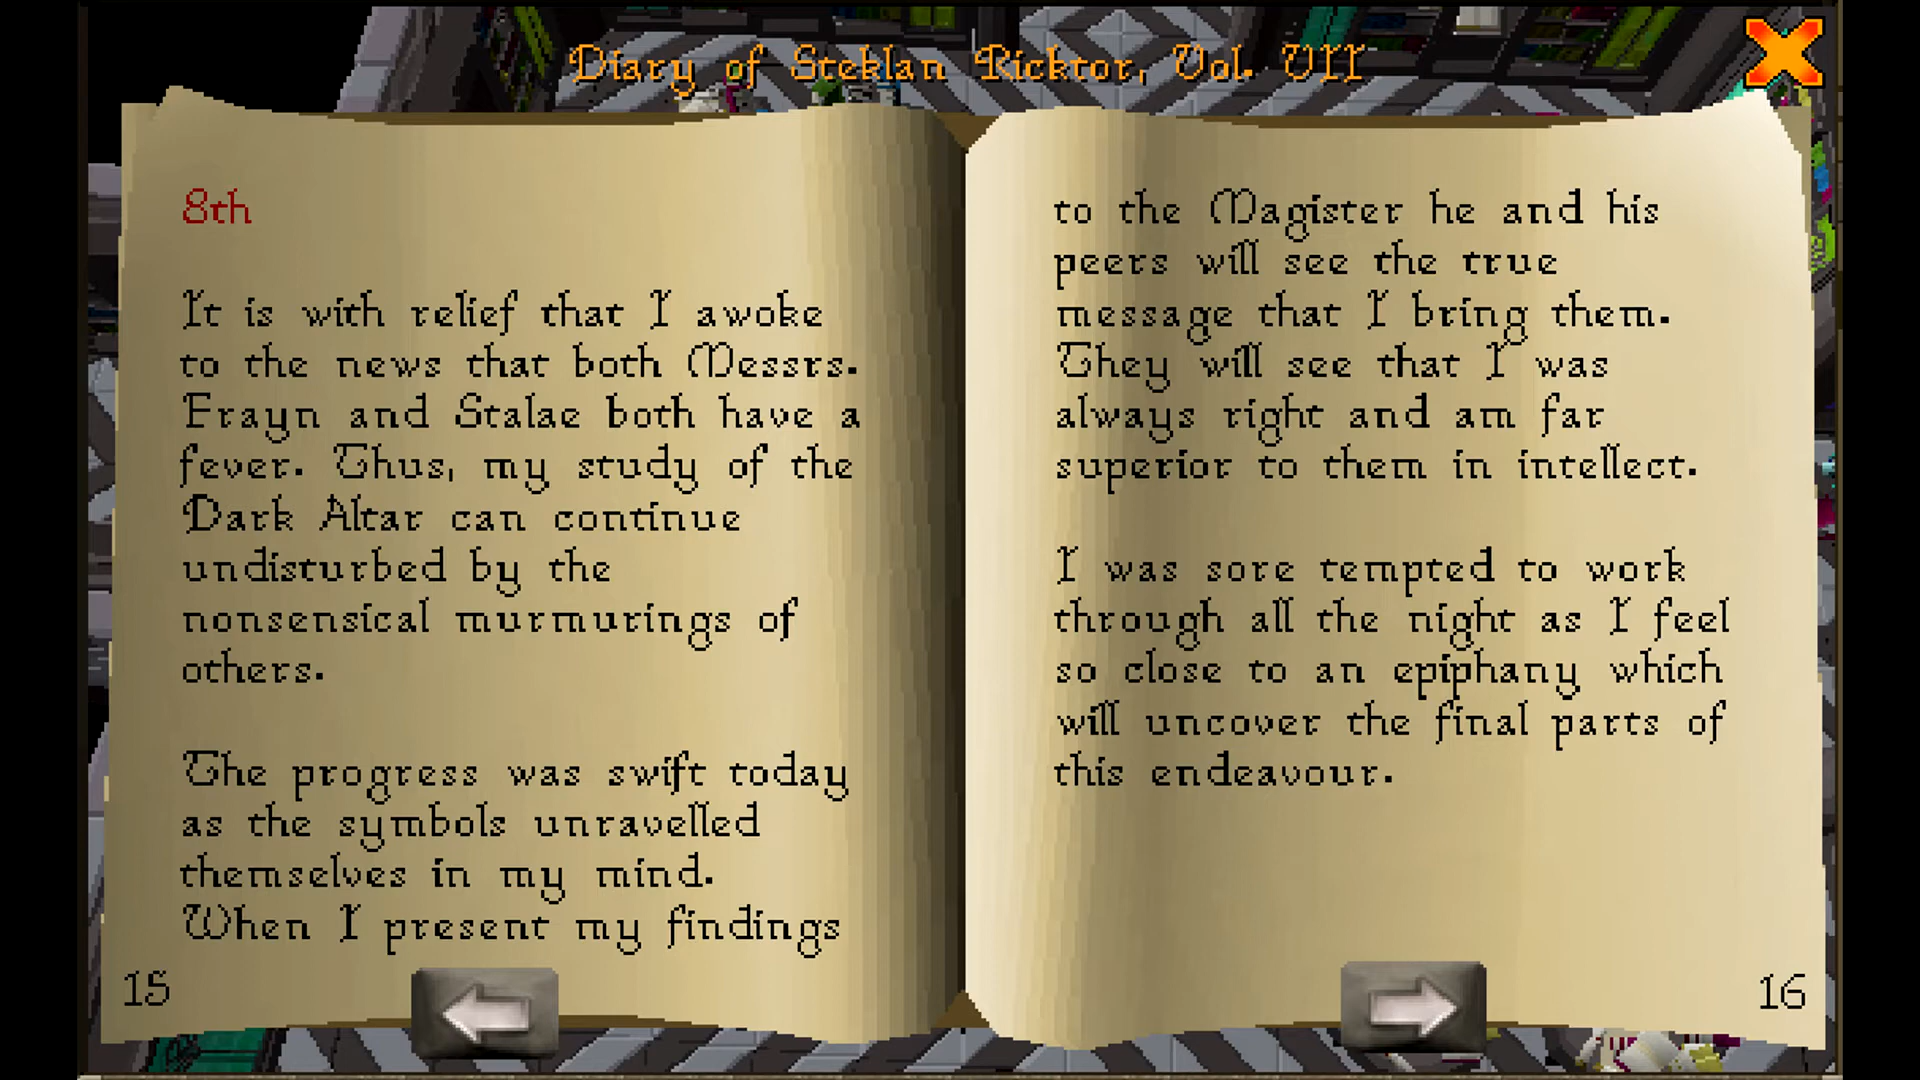 Diary of Steklan Ricktor, Vol. VII
8th
It is with relief that I awoke
to the news that both Messrs.
Frayn and Stalae both have a
fever. Thus, my study of the
Dark Altar can continue
undisturbed by the
nonsensical murmurings of
others.
The progress was swift today
as the symbols unravelled
themselves in my mind.
When I present my findings
15
to the Magister he and his
peers will see the true
message that I bring them.
They will see that I was
always right and am far
superior to them in intellect.
I was sore tempted to work
through all the night as I feel
so close to an epiphany which
will uncover the final parts of
this endeavour.
16